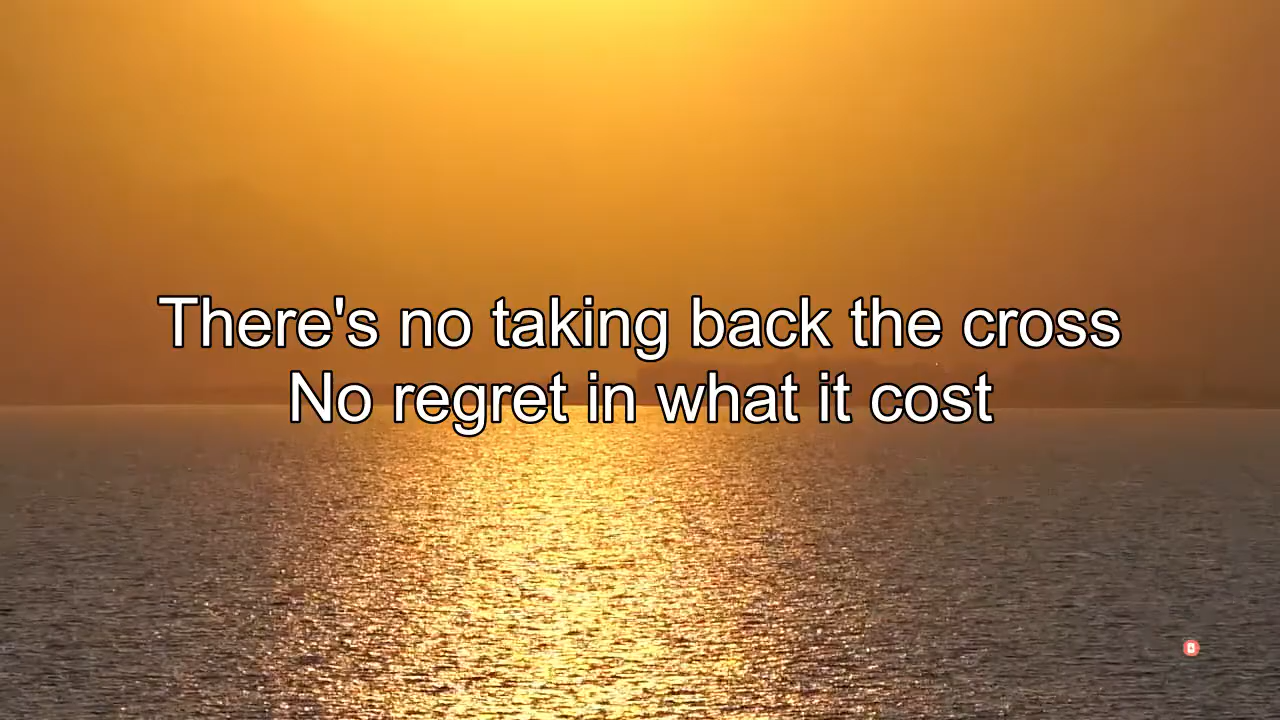 There's no taking back the cross
No regret in what it cost